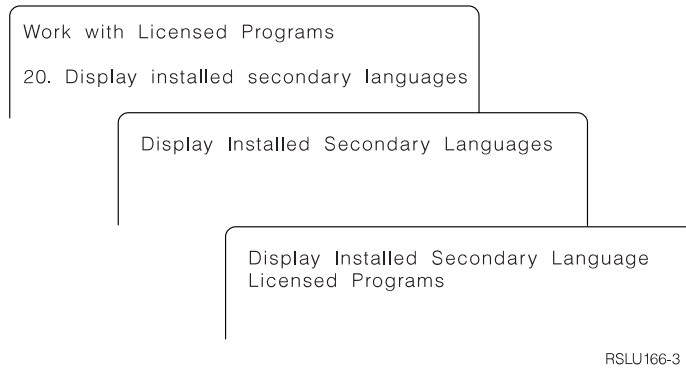 Work with Licensed Programs
20. Display installed secondary languages
Display Installed Secondary Languages
Display Installed Secondary Language
Licensed Programs
RSLU166-3